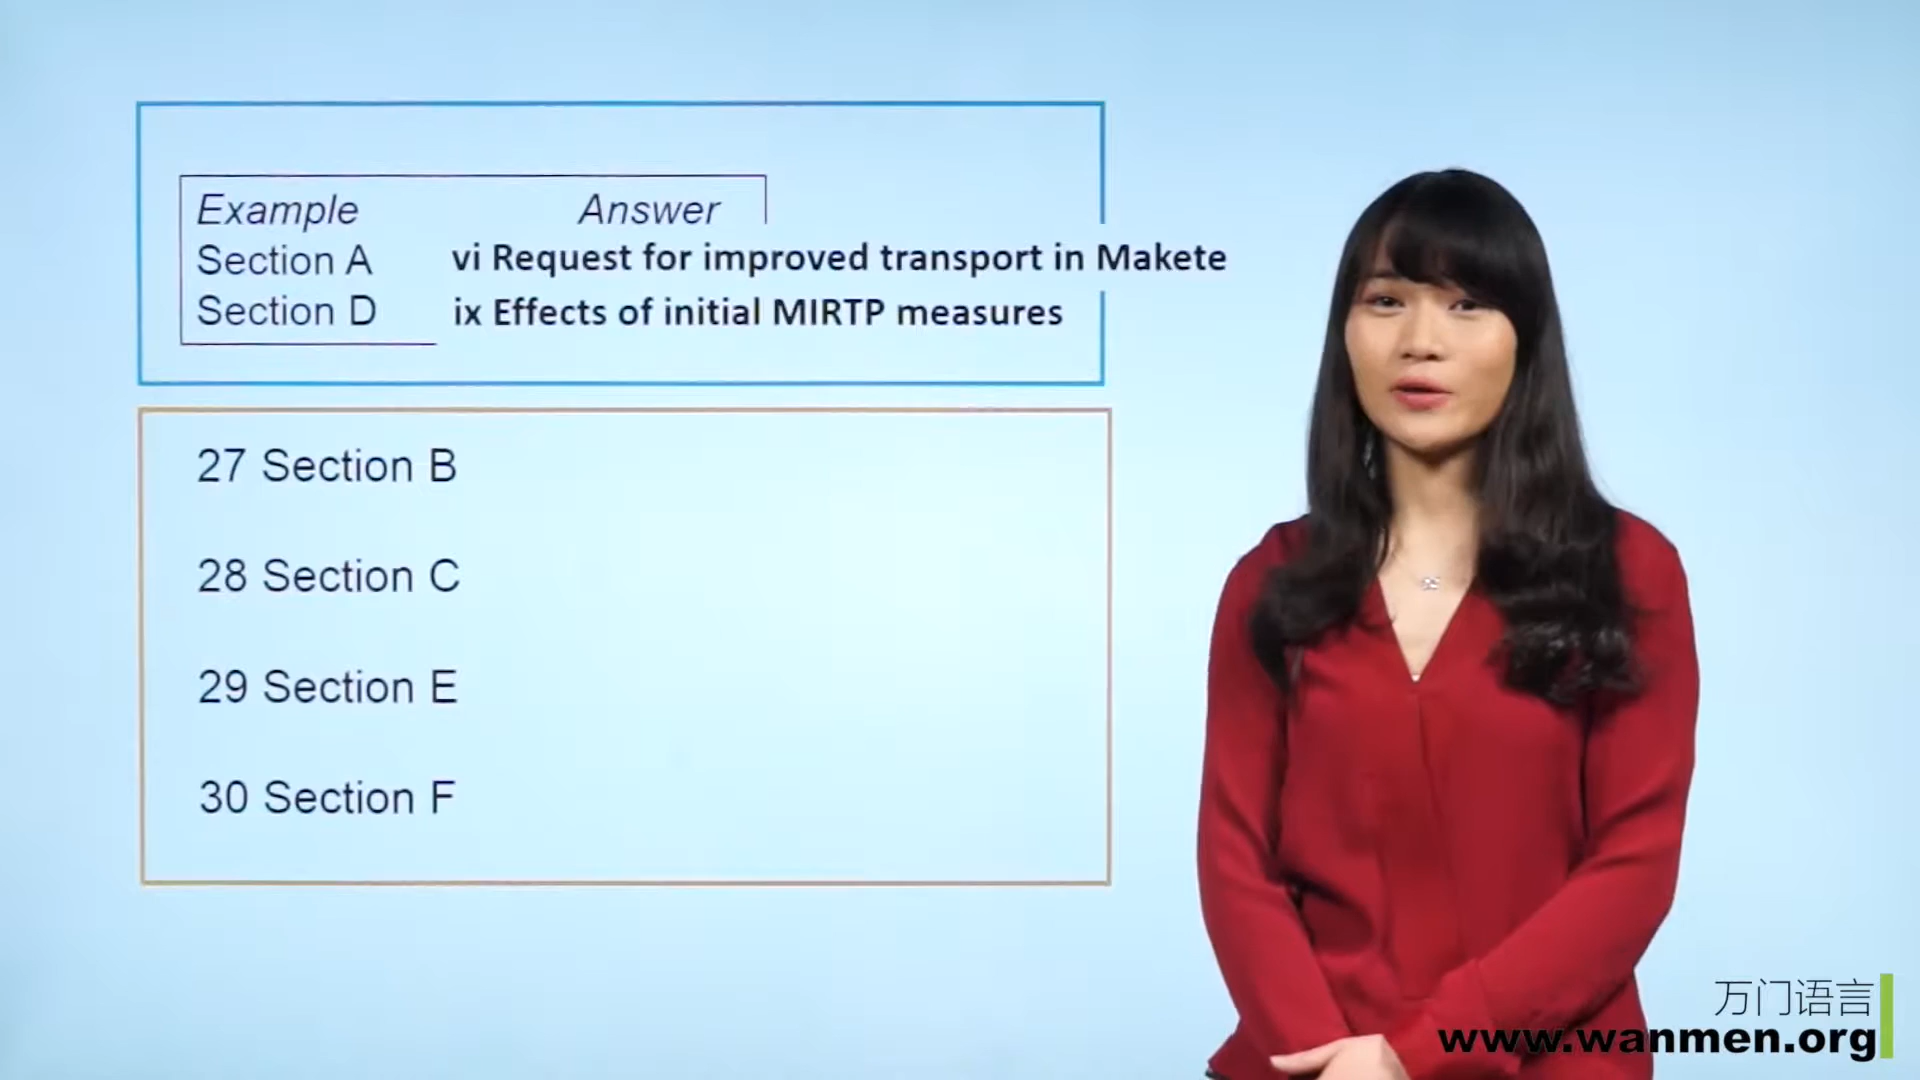 Example Answer
Section A vi Request for improved transport in Makete
Section D ix Effects of initial MIRTP measures
27 Section B
28 Section C
29 Section E
30 Section F
万门语言
www.wanmen.org